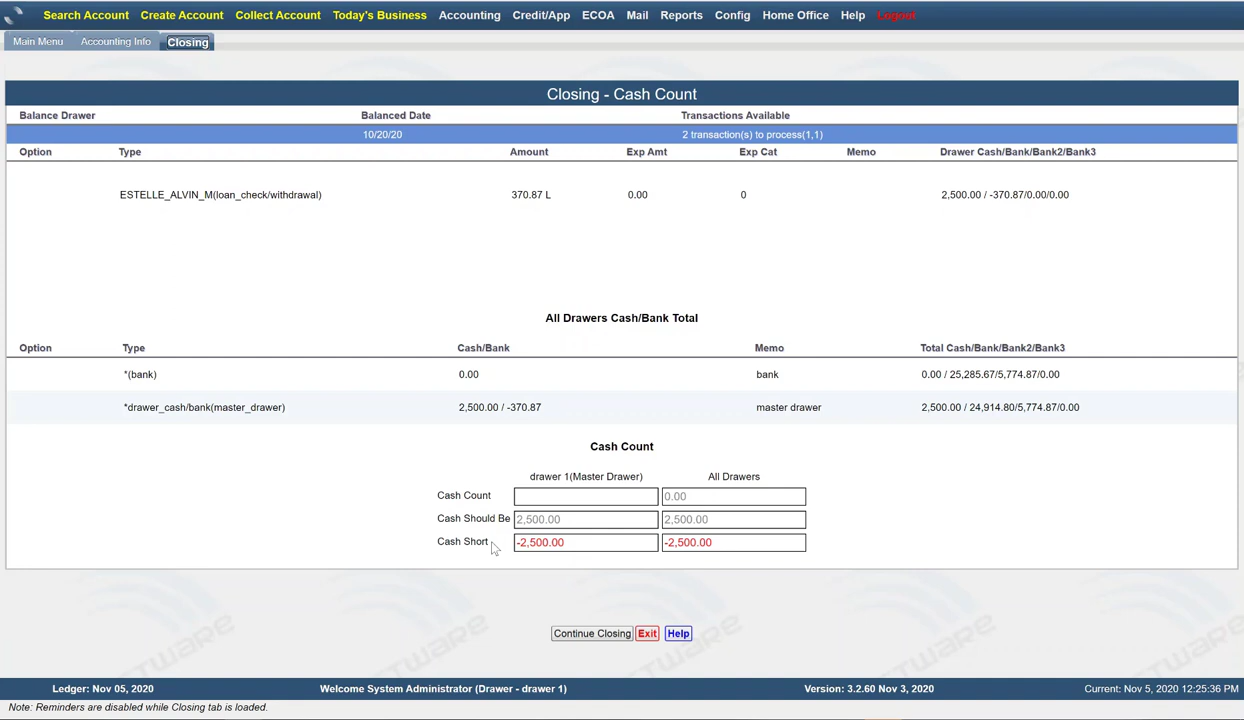 Search Account Create Account Collect Account Today's Business Accounting Credit/App ECOA Mail Reports Config Home Office Help Logout
Main Menu Accounting Info Closing
Closing - Cash Count
Balance Drawer Balanced Date Transactions Available
10/20/20 2 transaction(s) to process(1,1)
Option Type Amount Exp Amt Exp Cat Memo Drawer Cash/Bank/Bank2/Bank3
ESTELLE_ALVIN_M(loan_check/withdrawal) 370.87 L 0.00 0 2,500.00 / -370.87/0.00/0.00
All Drawers Cash/Bank Total
Option Type Cash/Bank Memo Total Cash/Bank/Bank2/Bank3
*(bank) 0.00 bank 0.00 / 25,285.67/5,774.87/0.00
*drawer_cash/bank(master_drawer) 2,500.00 / -370.87 master drawer 2,500.00 / 24,914.80/5,774.87/0.00
Cash Count
drawer 1(Master Drawer) All Drawers
Cash Count 0.00
Cash Should Be 2,500.00 2,500.00
Cash Short -2,500.00 -2,500.00
Continue Closing Exit Help
Ledger: Nov 05, 2020 Welcome System Administrator (Drawer - drawer 1) Version: 3.2.60 Nov 3, 2020 Current: Nov 5, 2020 12:25:36 PM
Note: Reminders are disabled while Closing tab is loaded.